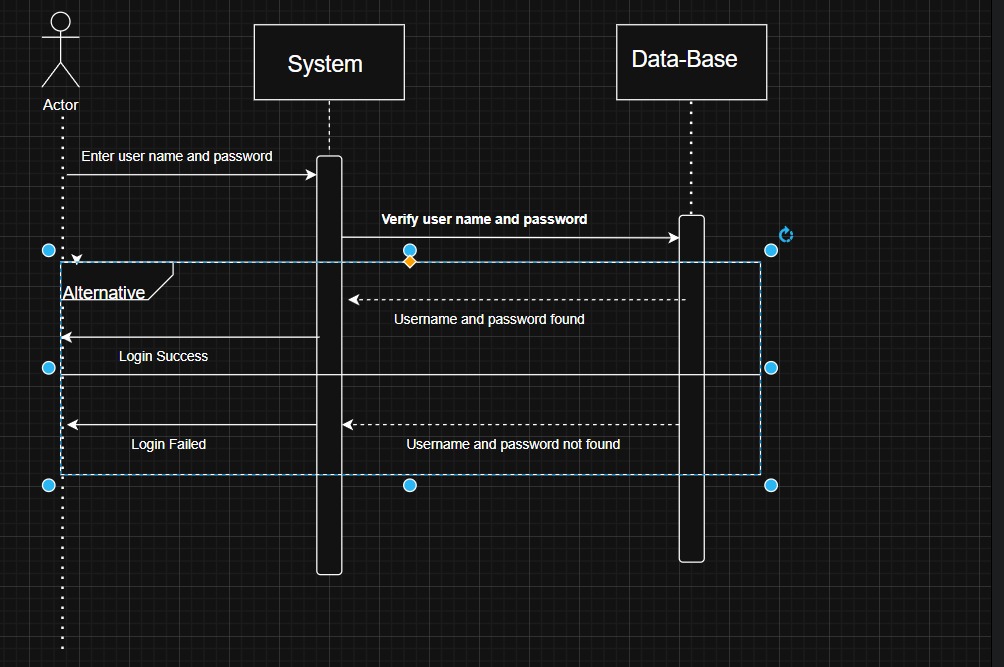 System
Data-Base
Actor
Enter user name and password
Verify user name and password
Alternative
Username and password found
Login Success
Login Failed
Username and password not found